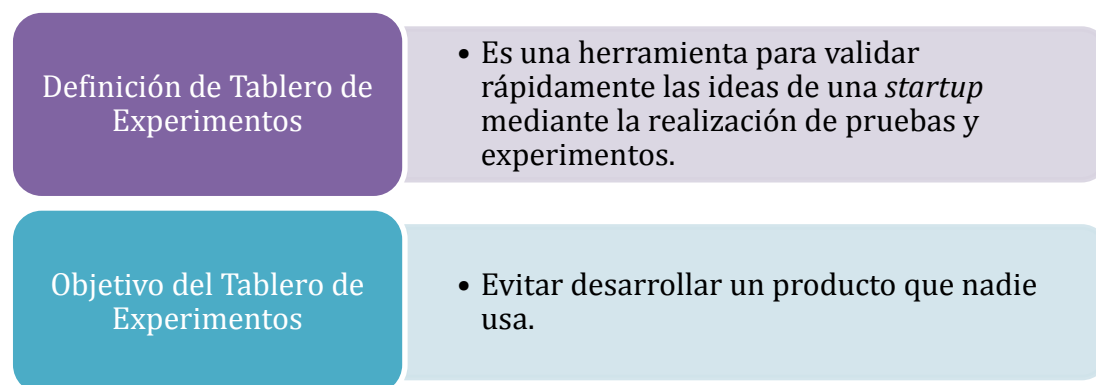 Definición de Tablero de
Experimentos
• Es una herramienta para validar
rápidamente las ideas de una startup
mediante la realización de pruebas y
experimentos.
Objetivo del Tablero de
Experimentos
• Evitar desarrollar un producto que nadie
usa.